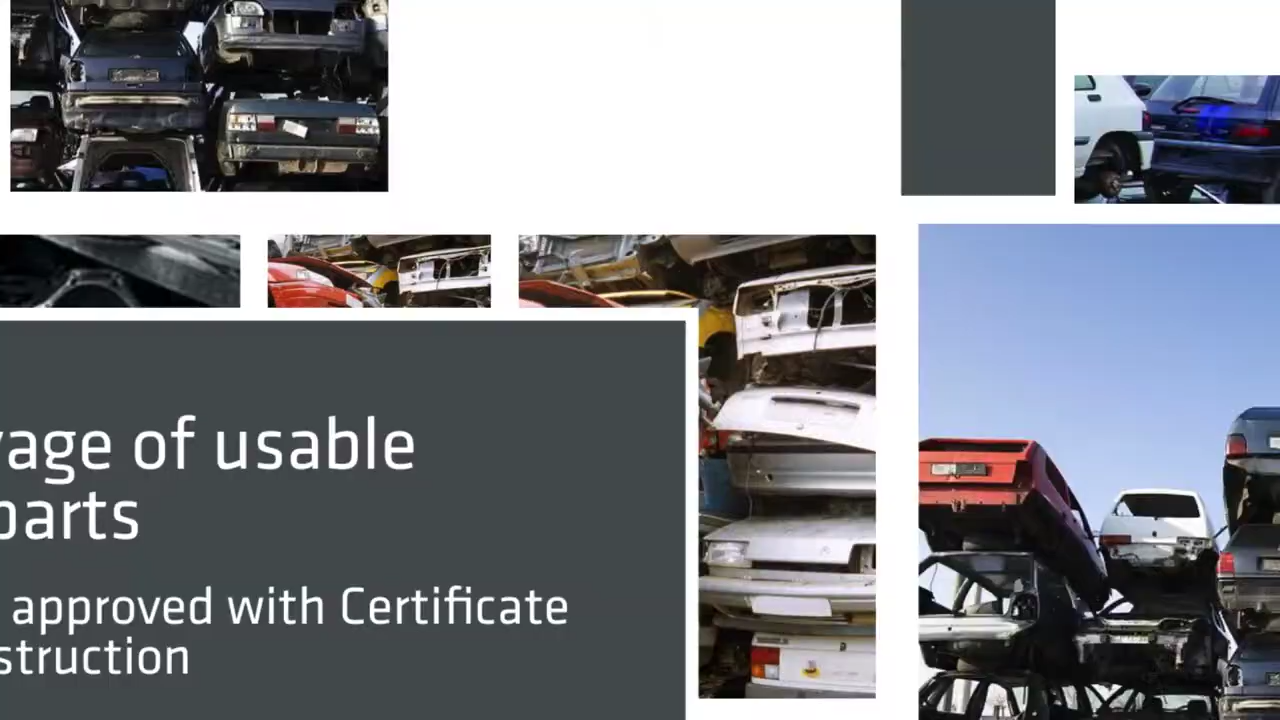 vage of usable
parts
approved with Certificate
struction